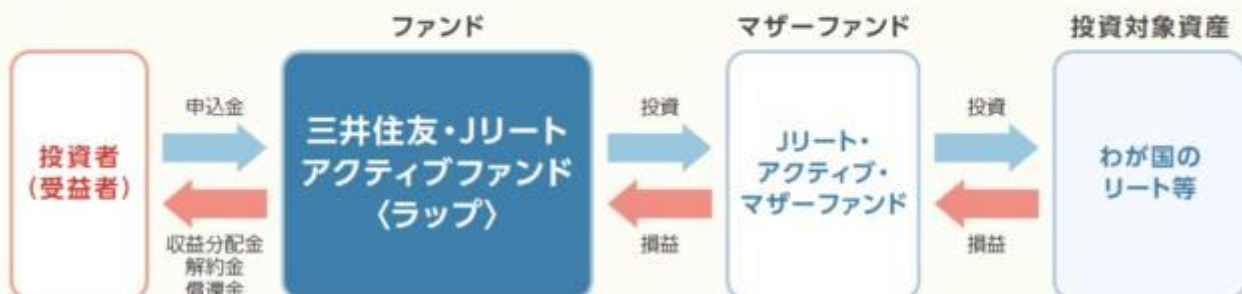 ファンド
マザーファンド
投資対象資産
投資者
(受益者)
申込金
収益分配金
解約金
償還金
三井住友・Jリート
アクティブファンド
〈ラップ〉
投資
損益
Jリート・
アクティブ・
マザーファンド
投資
損益
わが国の
リート等